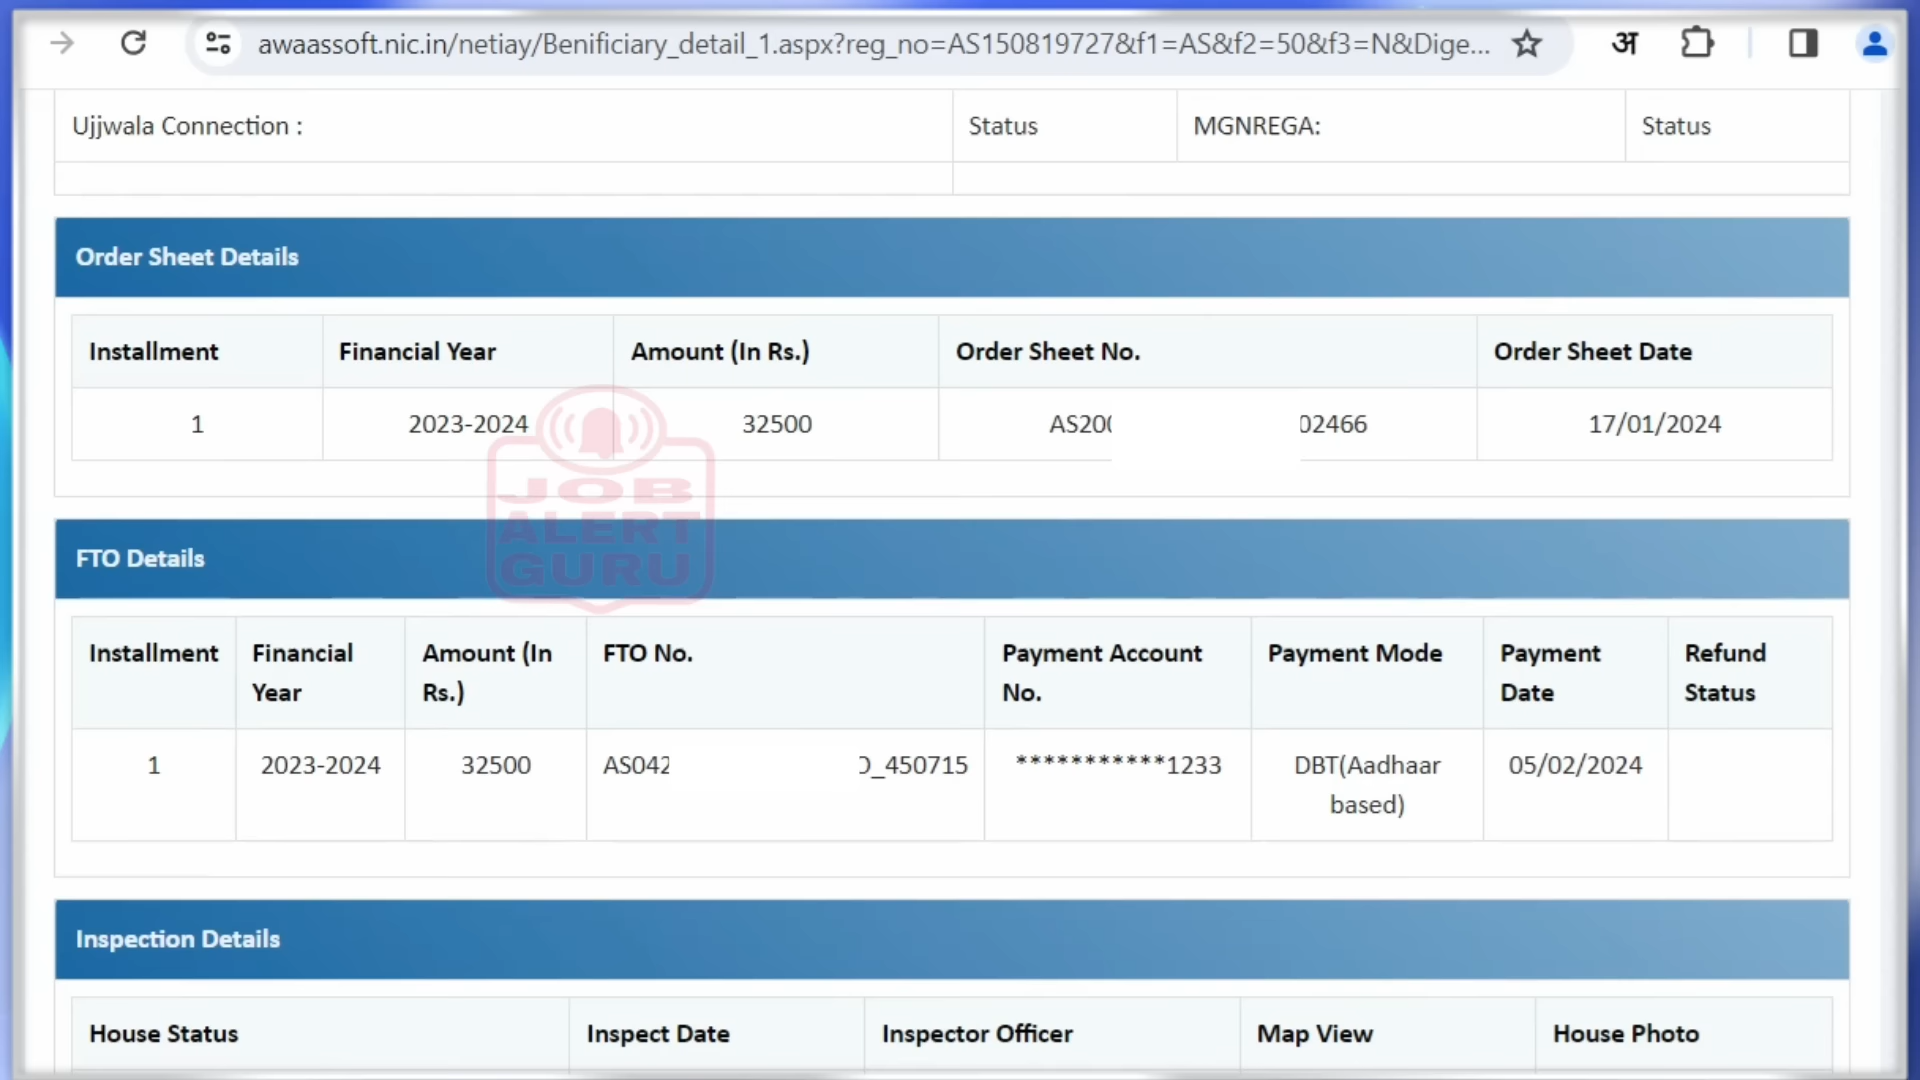 awaassoft.nic.in/netiay/Benificiary_detail_1.aspx?reg_no=AS150819727&f1=AS&f2=50&f3=N&Dige...
अ
Ujjwala Connection : Status MGNREGA: Status
Order Sheet Details
Installment Financial Year Amount (In Rs.) Order Sheet No. Order Sheet Date
1 2023-2024 32500 AS200 02466 17/01/2024
JOB
ALERT
GURU
FTO Details
Installment Financial Year Amount (In Rs.) FTO No. Payment Account No. Payment Mode Payment Date Refund Status
1 2023-2024 32500 AS042 _450715 ***********1233 DBT(Aadhaar based) 05/02/2024
Inspection Details
House Status Inspect Date Inspector Officer Map View House Photo